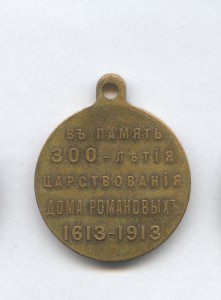 ВЪ ПАМЯТЬ
300-ЛѢТІЯ
ЦАРСТВОВАНІЯ
ДОМА РОМАНОВЫХЪ
1613-1913